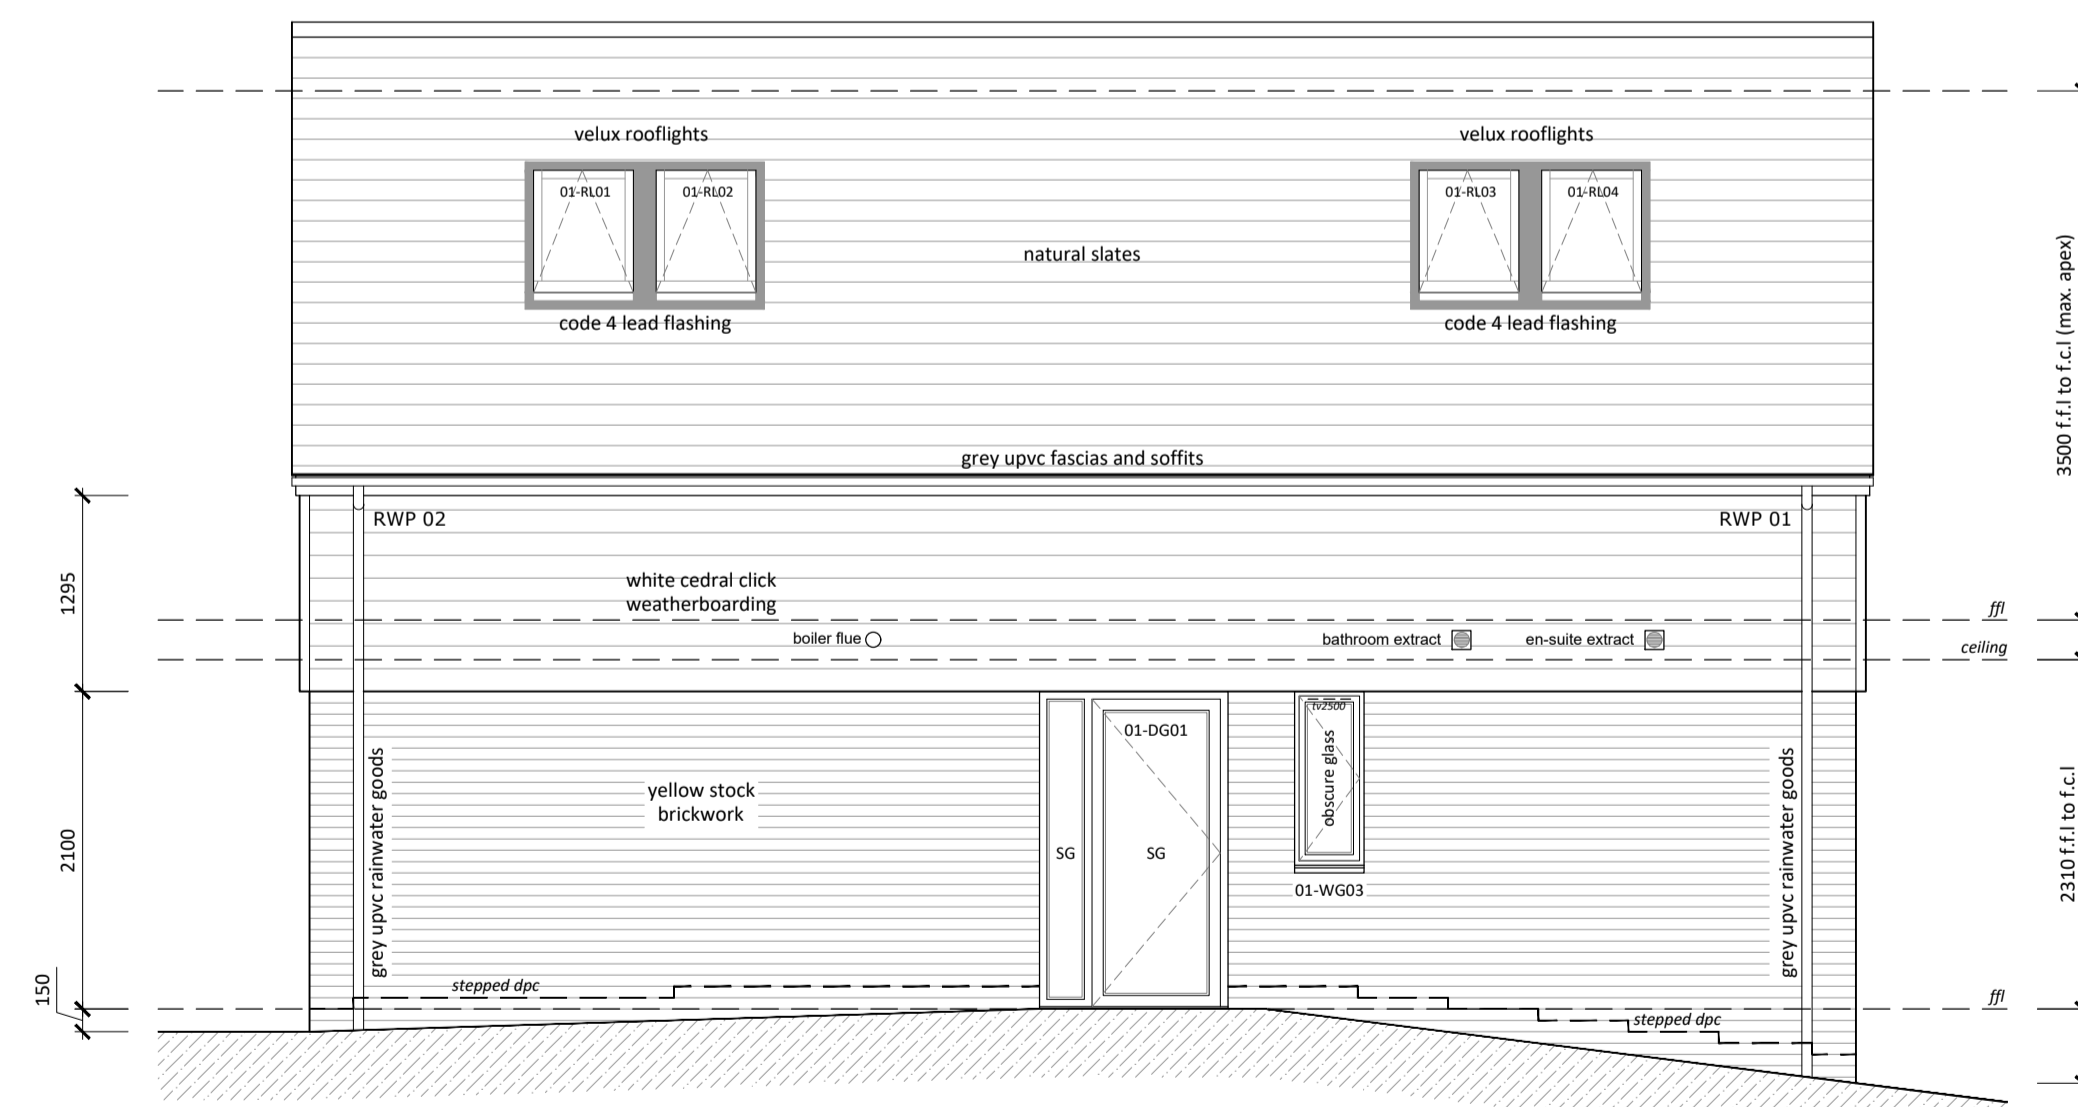 velux rooflights
velux rooflights
01-RL01
01-RL02
01-RL03
01-RL04
natural slates
code 4 lead flashing
code 4 lead flashing
3500 f.f.l to f.c.l (max. apex)
grey upvc fascias and soffits
RWP 02
RWP 01
1295
white cedral click
weatherboarding
ffl
boiler flue
bathroom extract
en-suite extract
ceiling
tv2500
01-DG01
obscure glass
grey upvc rainwater goods
yellow stock
brickwork
grey upvc rainwater goods
2310 f.f.l to f.c.l
2100
SG
SG
01-WG03
150
stepped dpc
ffl
stepped dpc